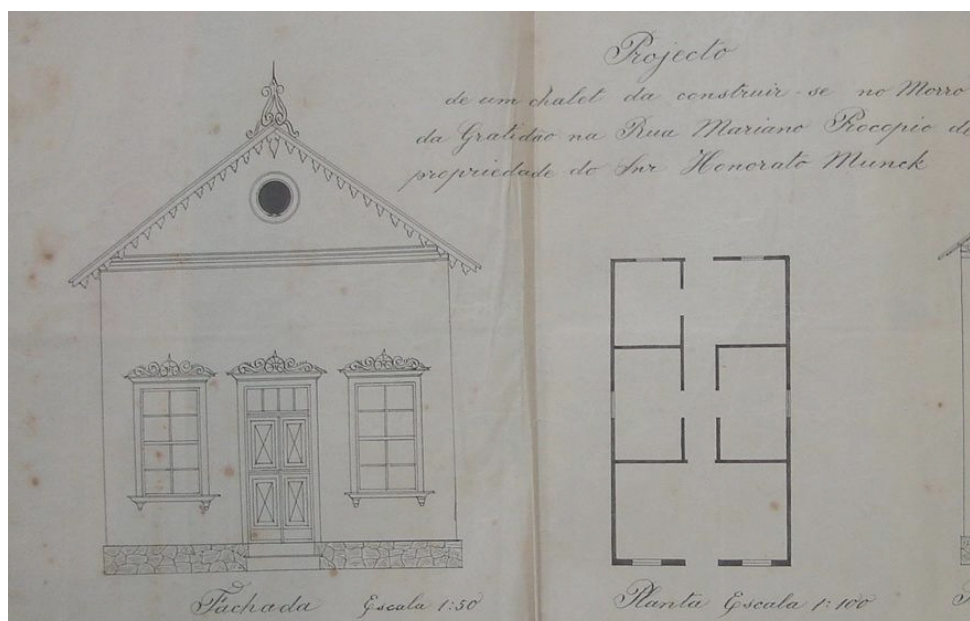 Projecto
de um chalet da construir-se no Morro
da Gratidão na Rua Mariano Procopio de
propriedade do Snr Honorato Munck
Fachada Escala 1:50
Planta Escala 1:100